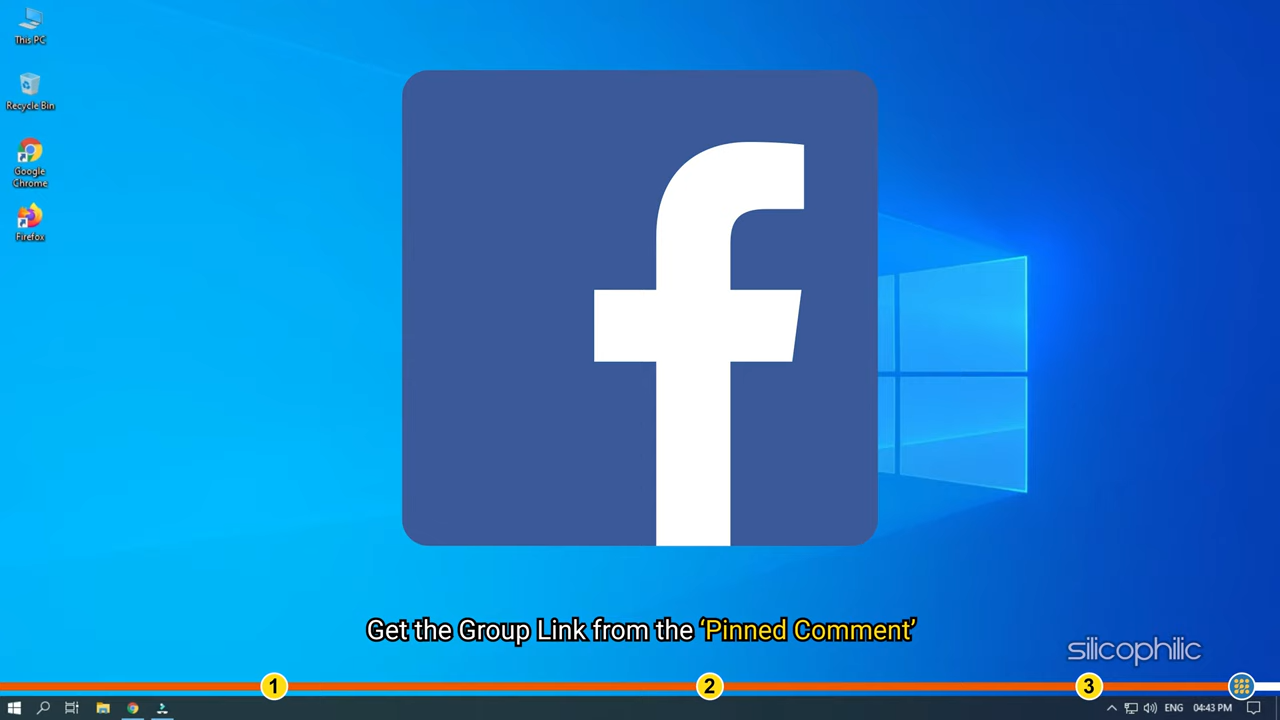 This PC
Recycle Bin
Google
Chrome
Firefox
f
Get the Group Link from the ‘Pinned Comment’
silicophilic
1
2
3
ENG
04:43 PM